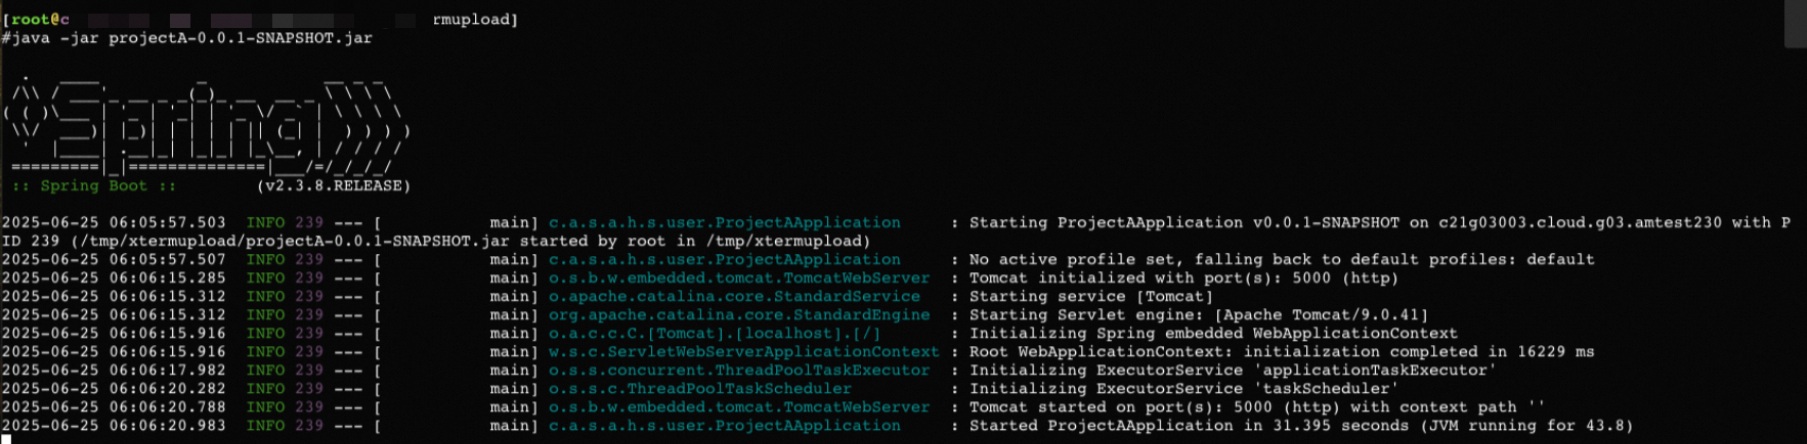 [root@c rmupload]
#java -jar projectA-0.0.1-SNAPSHOT.jar
:: Spring Boot ::        (v2.3.8.RELEASE)
2025-06-25 06:05:57.503  INFO 239 --- [           main] c.a.s.a.h.s.user.ProjectAApplication     : Starting ProjectAApplication v0.0.1-SNAPSHOT on c21g03003.cloud.g03.amtest230 with P
ID 239 (/tmp/xtermupload/projectA-0.0.1-SNAPSHOT.jar started by root in /tmp/xtermupload)
2025-06-25 06:05:57.507  INFO 239 --- [           main] c.a.s.a.h.s.user.ProjectAApplication     : No active profile set, falling back to default profiles: default
2025-06-25 06:06:15.285  INFO 239 --- [           main] o.s.b.w.embedded.tomcat.TomcatWebServer  : Tomcat initialized with port(s): 5000 (http)
2025-06-25 06:06:15.312  INFO 239 --- [           main] o.apache.catalina.core.StandardService   : Starting service [Tomcat]
2025-06-25 06:06:15.312  INFO 239 --- [           main] org.apache.catalina.core.StandardEngine  : Starting Servlet engine: [Apache Tomcat/9.0.41]
2025-06-25 06:06:15.916  INFO 239 --- [           main] o.a.c.c.C.[Tomcat].[localhost].[/]       : Initializing Spring embedded WebApplicationContext
2025-06-25 06:06:15.916  INFO 239 --- [           main] w.s.c.ServletWebServerApplicationContext : Root WebApplicationContext: initialization completed in 16229 ms
2025-06-25 06:06:17.982  INFO 239 --- [           main] o.s.s.concurrent.ThreadPoolTaskExecutor  : Initializing ExecutorService 'applicationTaskExecutor'
2025-06-25 06:06:20.282  INFO 239 --- [           main] o.s.s.c.ThreadPoolTaskScheduler          : Initializing ExecutorService 'taskScheduler'
2025-06-25 06:06:20.788  INFO 239 --- [           main] o.s.b.w.embedded.tomcat.TomcatWebServer  : Tomcat started on port(s): 5000 (http) with context path ''
2025-06-25 06:06:20.983  INFO 239 --- [           main] c.a.s.a.h.s.user.ProjectAApplication     : Started ProjectAApplication in 31.395 seconds (JVM running for 43.8)